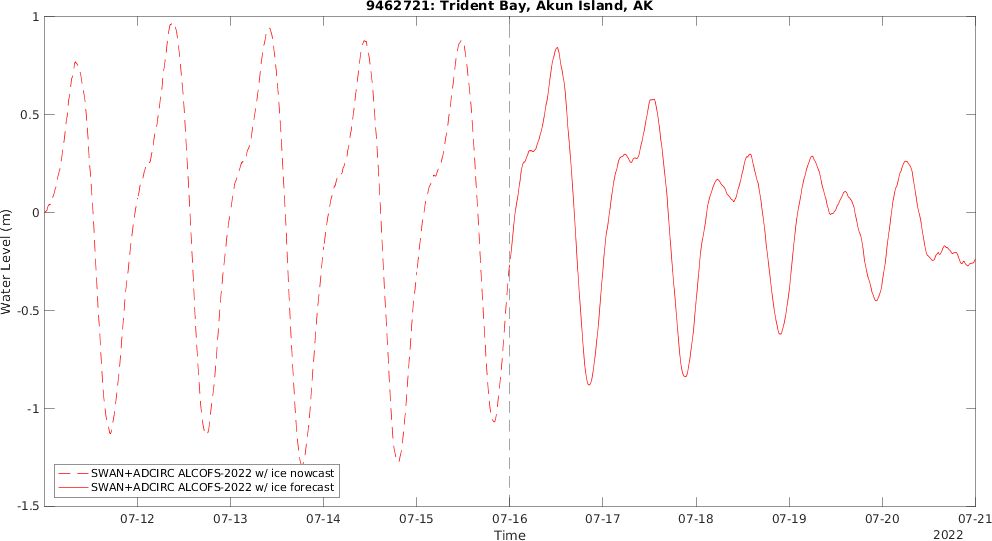 9462721: Trident Bay, Akun Island, AK
1
0.5
0
-0.5
-1
-1.5
Water Level (m)
SWAN+ADCIRC ALCOFS-2022 w/ ice nowcast
SWAN+ADCIRC ALCOFS-2022 w/ ice forecast
07-12 07-13 07-14 07-15 07-16 07-17 07-18 07-19 07-20 07-21
Time
2022